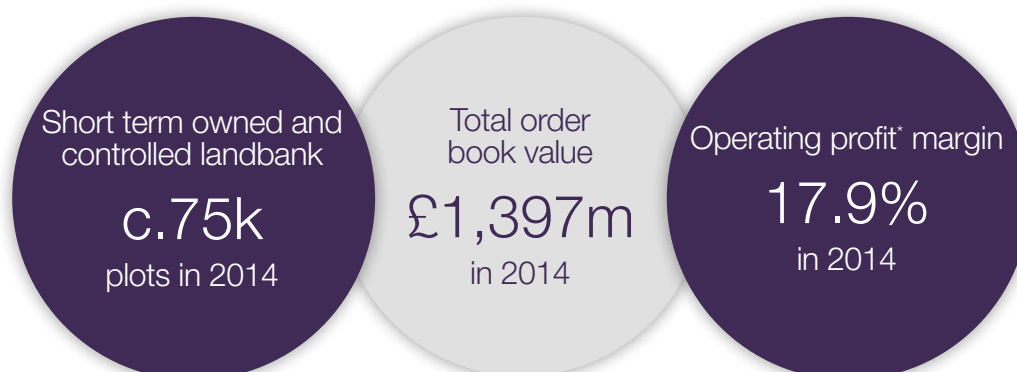 Short term owned and
controlled landbank
c.75k
plots in 2014
Total order
book value
£1,397m
in 2014
Operating profit* margin
17.9%
in 2014